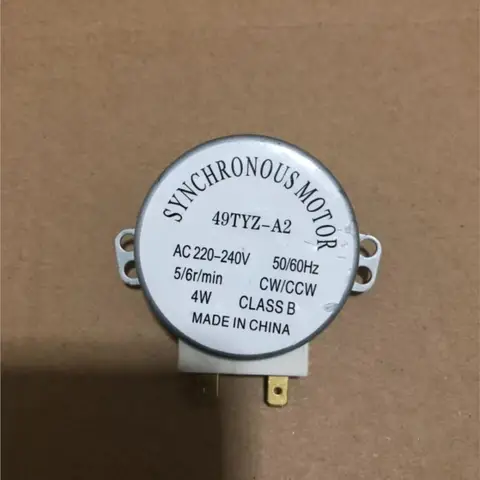 SYNCHRONOUS MOTOR
49TYZ-A2
AC 220-240V 50/60Hz
5/6r/min CW/CCW
4W CLASS B
MADE IN CHINA